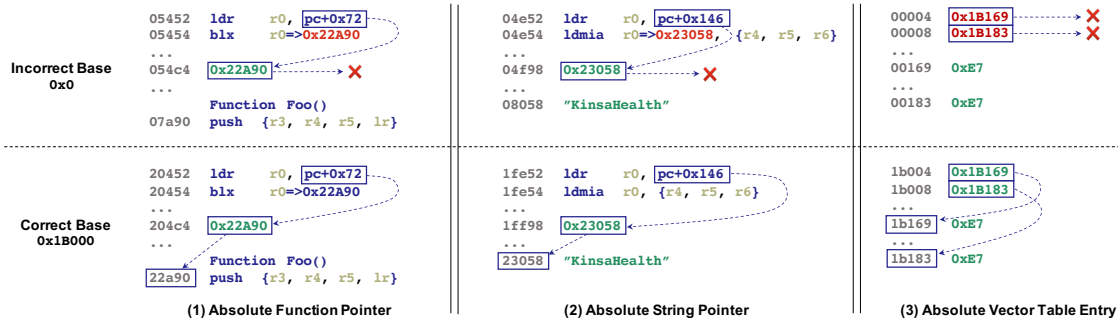 Incorrect Base
0x0
05452 ldr r0, pc+0x72
05454 blx r0=>0x22A90
...
054c4 0x22A90
...
Function Foo()
07a90 push {r3, r4, r5, lr}
04e52 ldr r0, pc+0x146
04e54 ldmia r0=>0x23058, {r4, r5, r6}
...
04f98 0x23058
...
08058 "KinsaHealth"
00004 0x1B169
00008 0x1B183
...
00169 0xE7
...
00183 0xE7
Correct Base
0x1B000
20452 ldr r0, pc+0x72
20454 blx r0=>0x22A90
...
204c4 0x22A90
...
Function Foo()
22a90 push {r3, r4, r5, lr}
1fe52 ldr r0, pc+0x146
1fe54 ldmia r0, {r4, r5, r6}
...
1ff98 0x23058
...
23058 "KinsaHealth"
1b004 0x1B169
1b008 0x1B183
...
1b169 0xE7
...
1b183 0xE7
(1) Absolute Function Pointer
(2) Absolute String Pointer
(3) Absolute Vector Table Entry